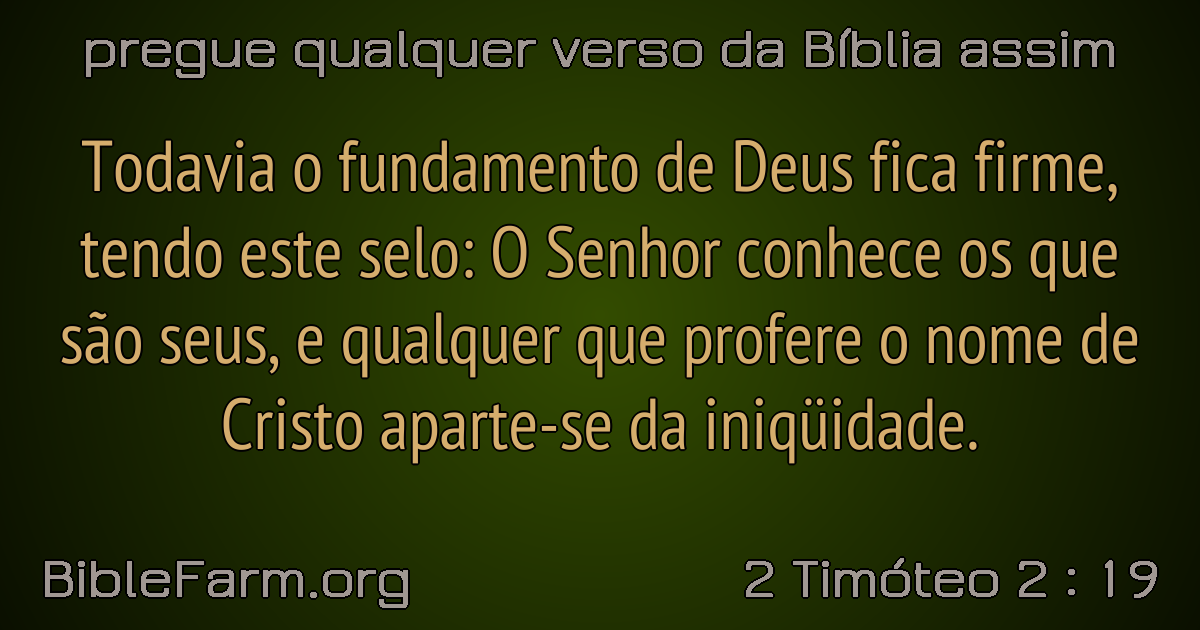 pregue qualquer verso da Bíblia assim
Todavia o fundamento de Deus fica firme,
tendo este selo: O Senhor conhece os que
são seus, e qualquer que profere o nome de
Cristo aparte-se da iniqüidade.
BibleFarm.org
2 Timóteo 2 : 19